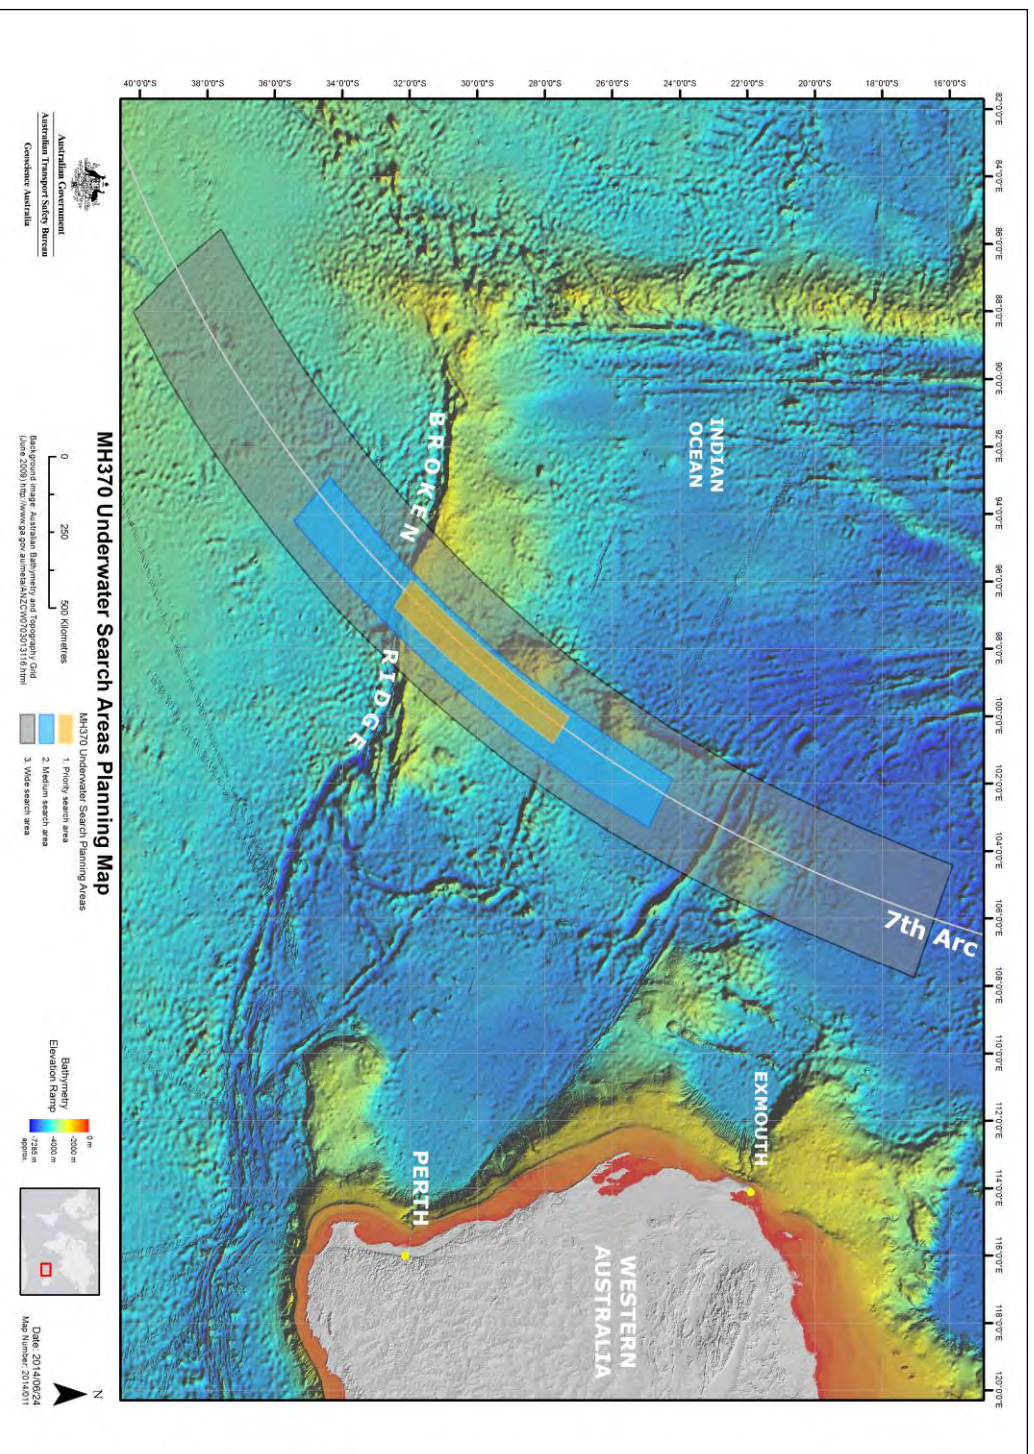 82°0'0"E 84°0'0"E 86°0'0"E 88°0'0"E 90°0'0"E 92°0'0"E 94°0'0"E 96°0'0"E 98°0'0"E 100°0'0"E 102°0'0"E 104°0'0"E 106°0'0"E 108°0'0"E 110°0'0"E 112°0'0"E 114°0'0"E 116°0'0"E 118°0'0"E 120°0'0"E
16°0'0"S
18°0'0"S
20°0'0"S
22°0'0"S
24°0'0"S
26°0'0"S
28°0'0"S
30°0'0"S
32°0'0"S
34°0'0"S
36°0'0"S
38°0'0"S
40°0'0"S
7th Arc
EXMOUTH
INDIAN
OCEAN
WESTERN
AUSTRALIA
BROKEN
RIDGE
PERTH
Australian Government
Australian Transport Safety Bureau
Geoscience Australia
MH370 Underwater Search Areas Planning Map
0 250 500 Kilometres
Background image: Australian Bathymetry and Topography Grid
(June 2009) http://www.ga.gov.au/meta/ANZCW0703013116.html
MH370 Underwater Search Planning Areas
1. Priority search area
2. Medium search area
3. Wide search area
Bathymetry
Elevation Ramp
0 m
-2000 m
-4000 m
-7285 m
approx.
N
Date: 2014/06/24
Map Number: 2014/011